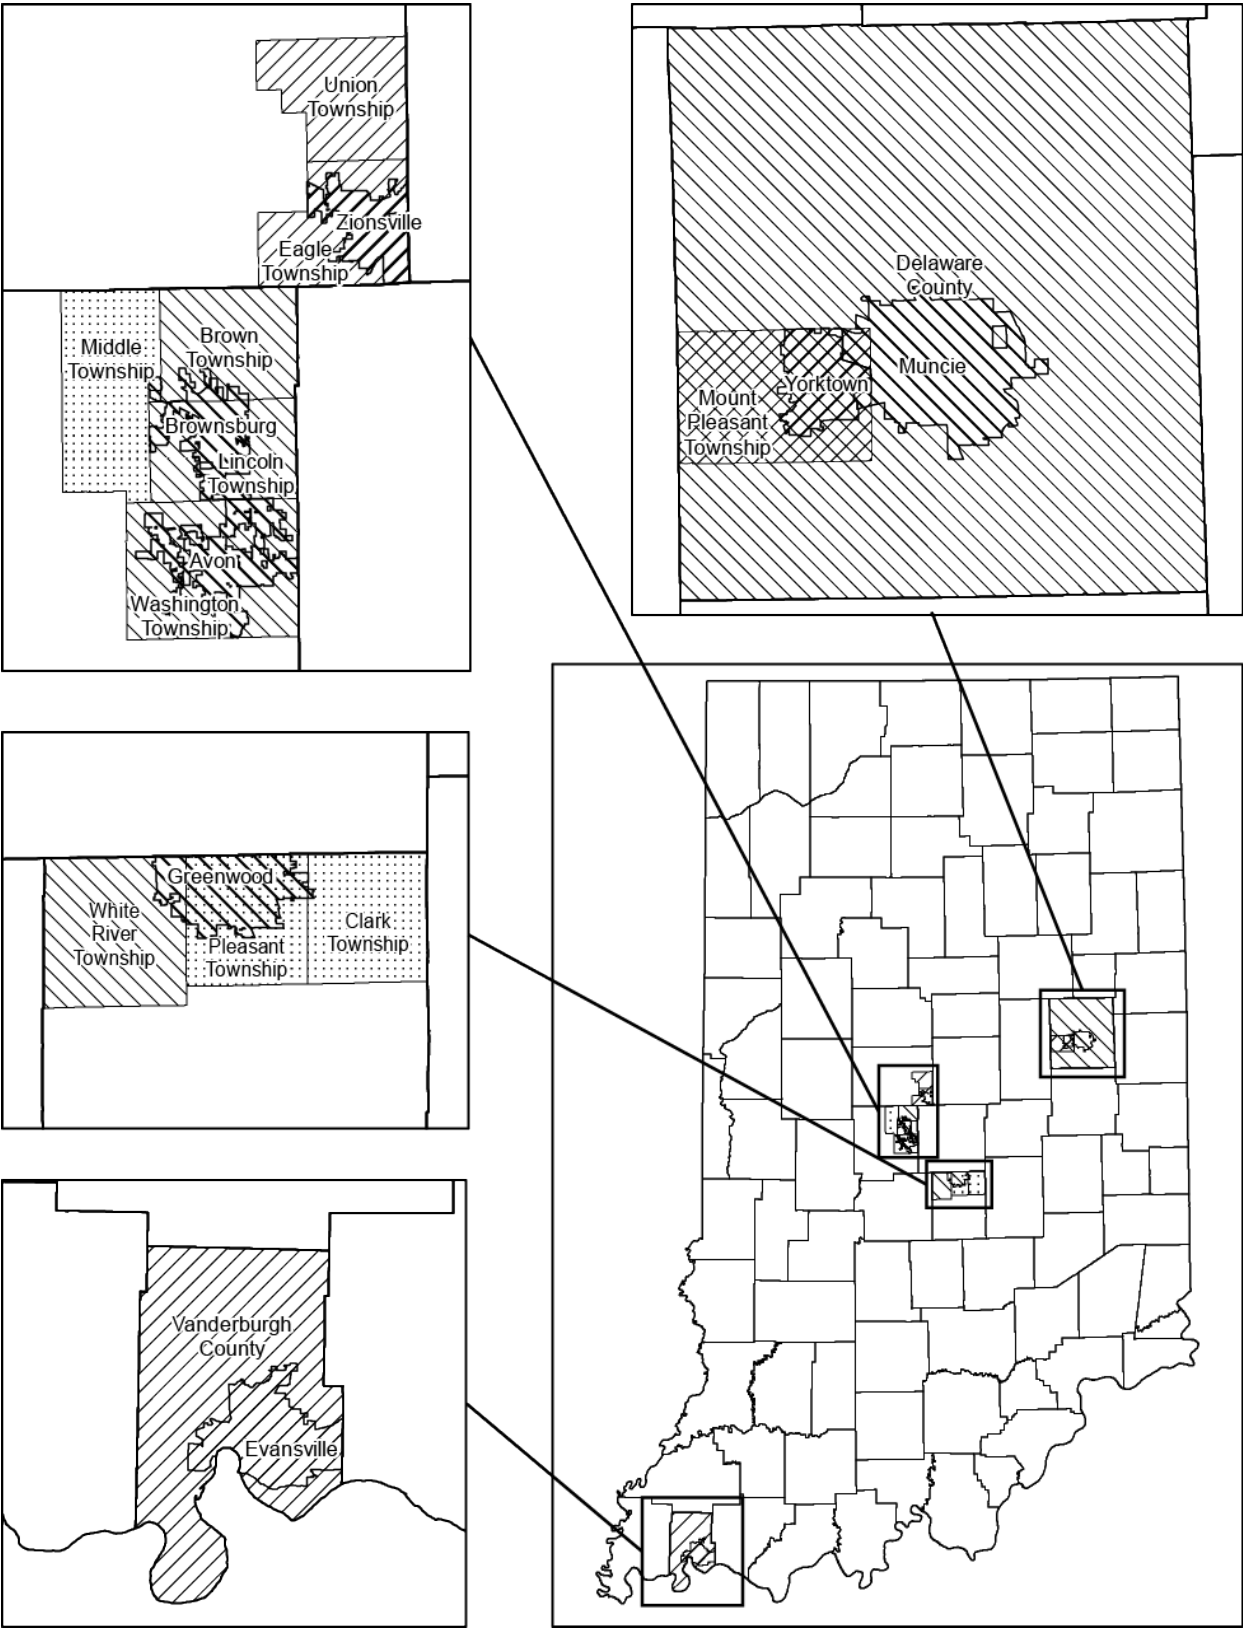 Union
Township
Zionsville
Eagle
Township
Brown
Township
Middle
Township
Brownsburg
Lincoln
Township
Avon
Washington
Township
Delaware
County
Muncie
Yorktown
Mount
Pleasant
Township
Greenwood
White
River
Township
Pleasant
Township
Clark
Township
Vanderburgh
County
Evansville